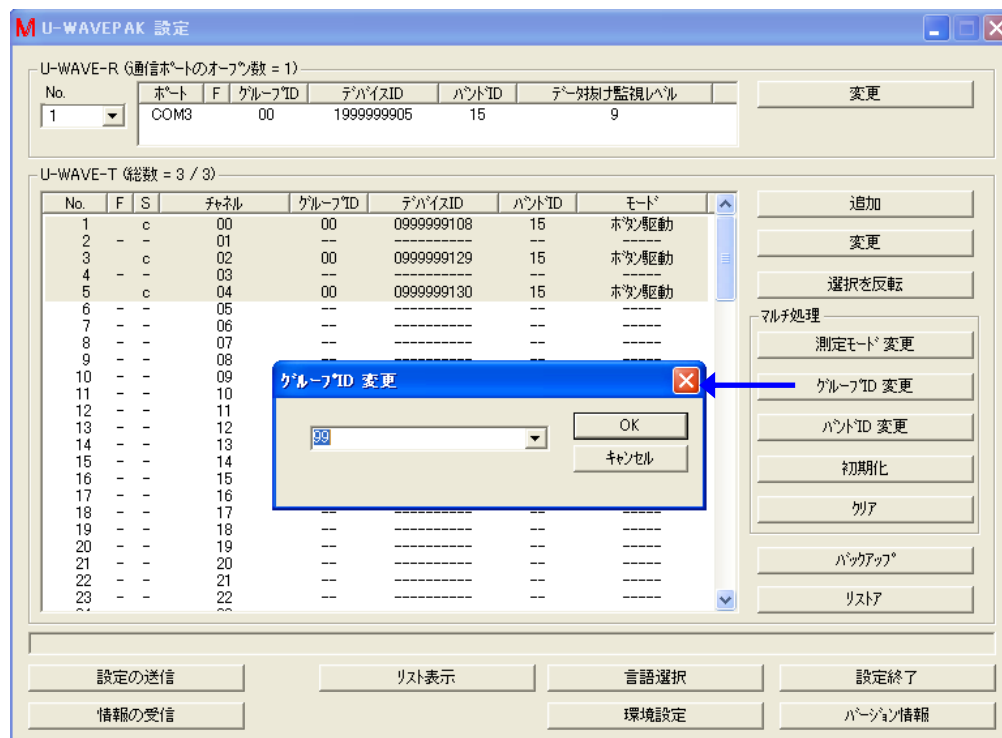 U-WAVEPAK 設定
U-WAVE-R (通信ﾎﾟｰﾄのｵｰﾌﾟﾝ数 = 1)
No. ﾎﾟｰﾄ F ｸﾞﾙｰﾌﾟID ﾃﾞﾊﾞｲｽID ﾊﾞﾝﾄﾞID ﾃﾞｰﾀ抜け監視ﾚﾍﾞﾙ 変更
1 COM3 00 1999999905 15 9
U-WAVE-T (総数 = 3 / 3)
No. F S ﾁｬﾈﾙ ｸﾞﾙｰﾌﾟID ﾃﾞﾊﾞｲｽID ﾊﾞﾝﾄﾞID ﾓｰﾄﾞ 追加
1 c 00 00 0999999108 15 ﾎﾞﾀﾝ駆動
2 - - 01 -- ---------- -- ----- 変更
3 c 02 00 0999999129 15 ﾎﾞﾀﾝ駆動
4 - - 03 -- ---------- -- ----- 選択を反転
5 c 04 00 0999999130 15 ﾎﾞﾀﾝ駆動
6 - - 05 -- ---------- -- -----
ﾏﾙﾁ処理
7 - - 06 -- ---------- -- -----
8 - - 07 -- ---------- -- ----- 測定ﾓｰﾄﾞ 変更
9 - - 08 -- ---------- -- -----
10 - - 09
ｸﾞﾙｰﾌﾟID 変更
ｸﾞﾙｰﾌﾟID 変更
11 - - 10
12 - - 11
13 - - 12
99 OK
ﾊﾞﾝﾄﾞID 変更
14 - - 13
15 - - 14
ｷｬﾝｾﾙ
初期化
16 - - 15
17 - - 16
18 - - 17 -- ---------- -- ----- ｸﾘｱ
19 - - 18 -- ---------- -- -----
20 - - 19 -- ---------- -- -----
21 - - 20 -- ---------- -- ----- ﾊﾞｯｸｱｯﾌﾟ
22 - - 21 -- ---------- -- -----
23 - - 22 -- ---------- -- ----- ﾘｽﾄｱ
設定の送信 ﾘｽﾄ表示 言語選択 設定終了
情報の受信 環境設定 ﾊﾞｰｼﾞｮﾝ情報